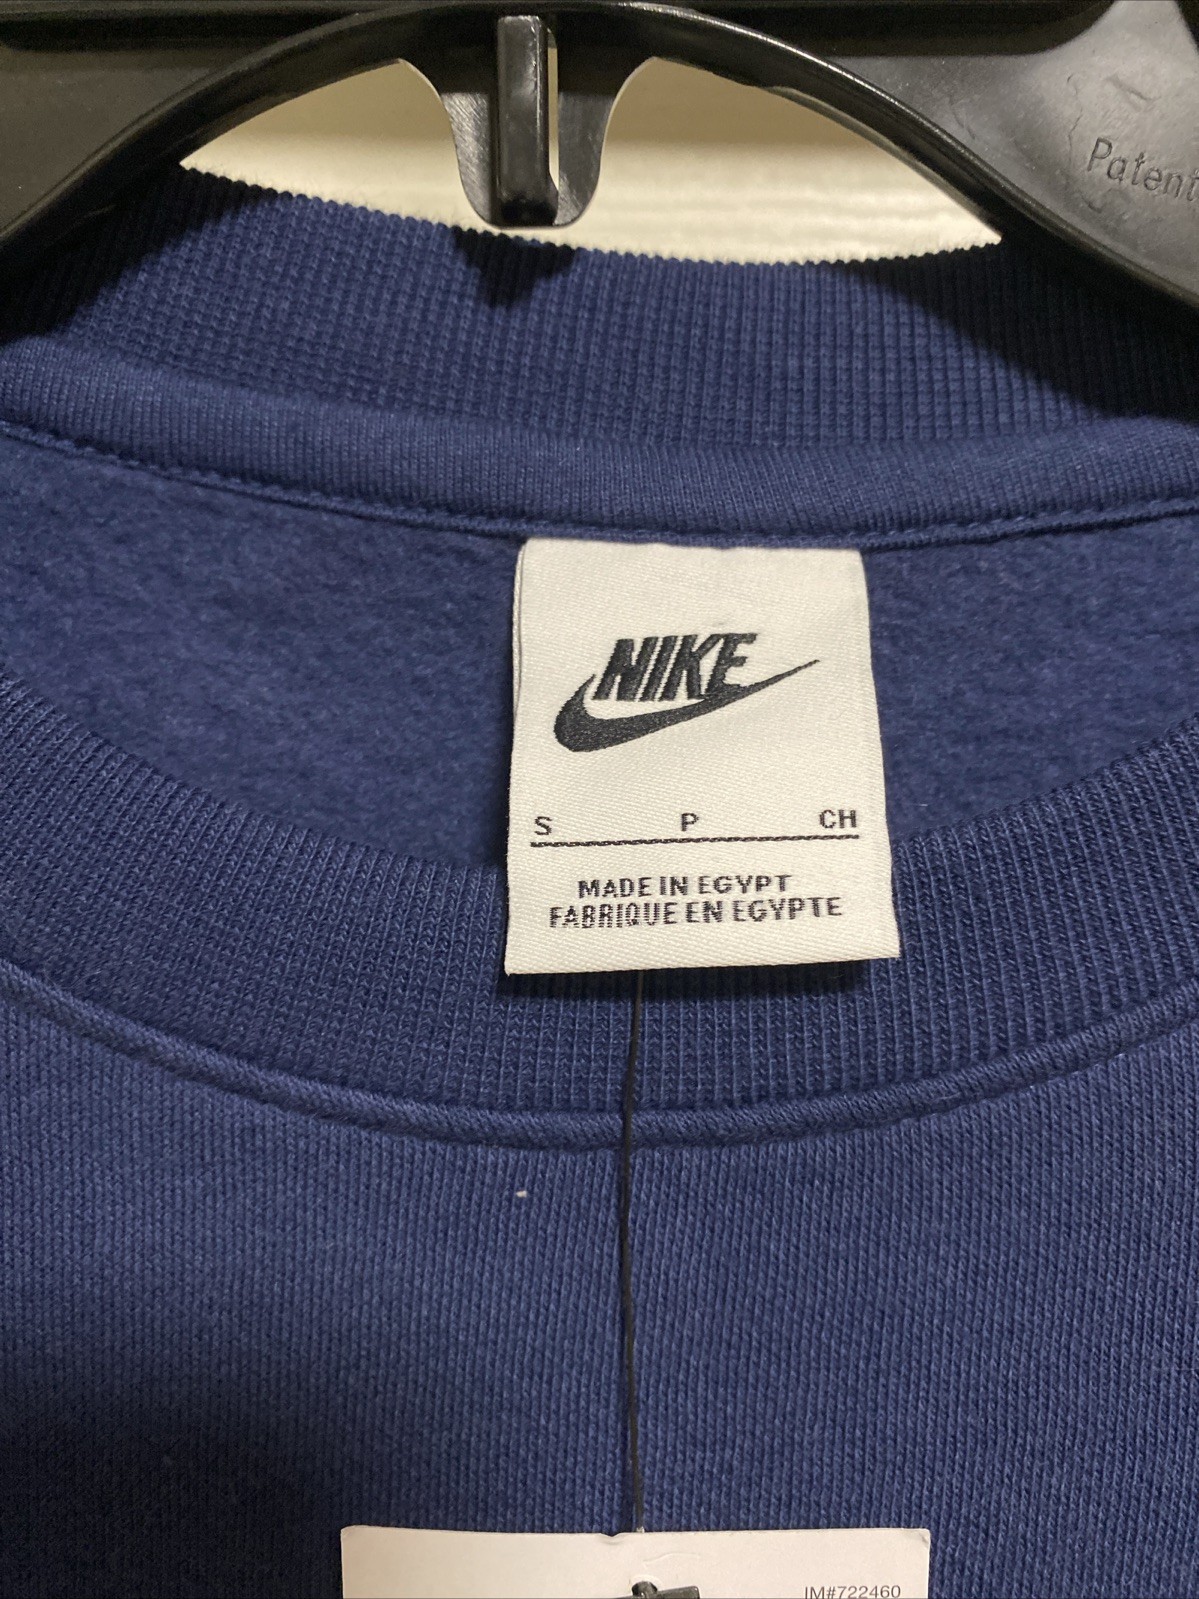 Patent
NIKE
S P CH
MADE IN EGYPT
FABRIQUE EN EGYPTE
IM#722460